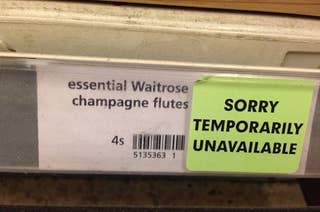 essential Waitrose
champagne flutes
4s
5135363 1
SORRY
TEMPORARILY
UNAVAILABLE